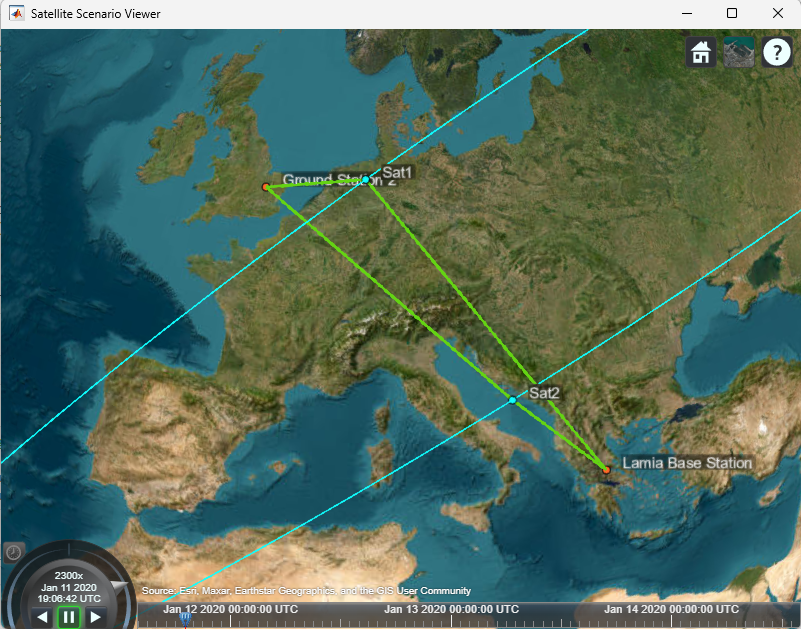 Satellite Scenario Viewer
?
Ground Station 2
Sat1
Sat2
Lamia Base Station
2300x
Jan 11 2020
19:06:42 UTC
Source: Esri, Maxar, Earthstar Geographics, and the GIS User Community
Jan 12 2020 00:00:00 UTC
Jan 13 2020 00:00:00 UTC
Jan 14 2020 00:00:00 UTC